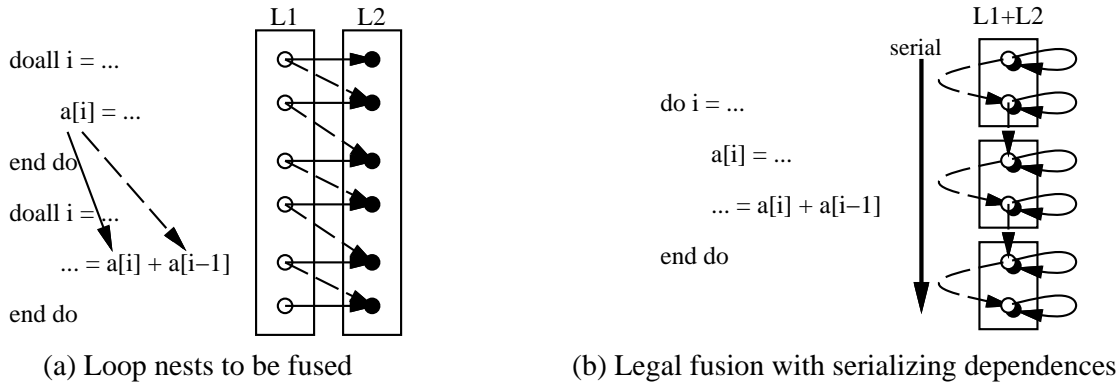 L1 L2
doall i = ...
a[i] = ...
end do
doall i = ...
... = a[i] + a[i−1]
end do
(a) Loop nests to be fused
L1+L2
serial
do i = ...
a[i] = ...
... = a[i] + a[i−1]
end do
(b) Legal fusion with serializing dependences